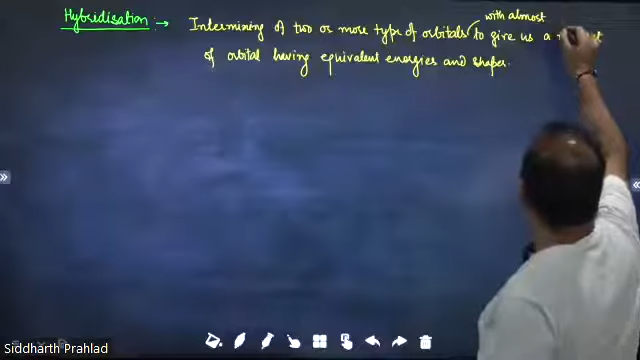 Hybridisation :→ Intermixing of two or more type of orbitals with almost to give us a
of orbital having equivalent energies and shapes.
Siddharth Prahlad